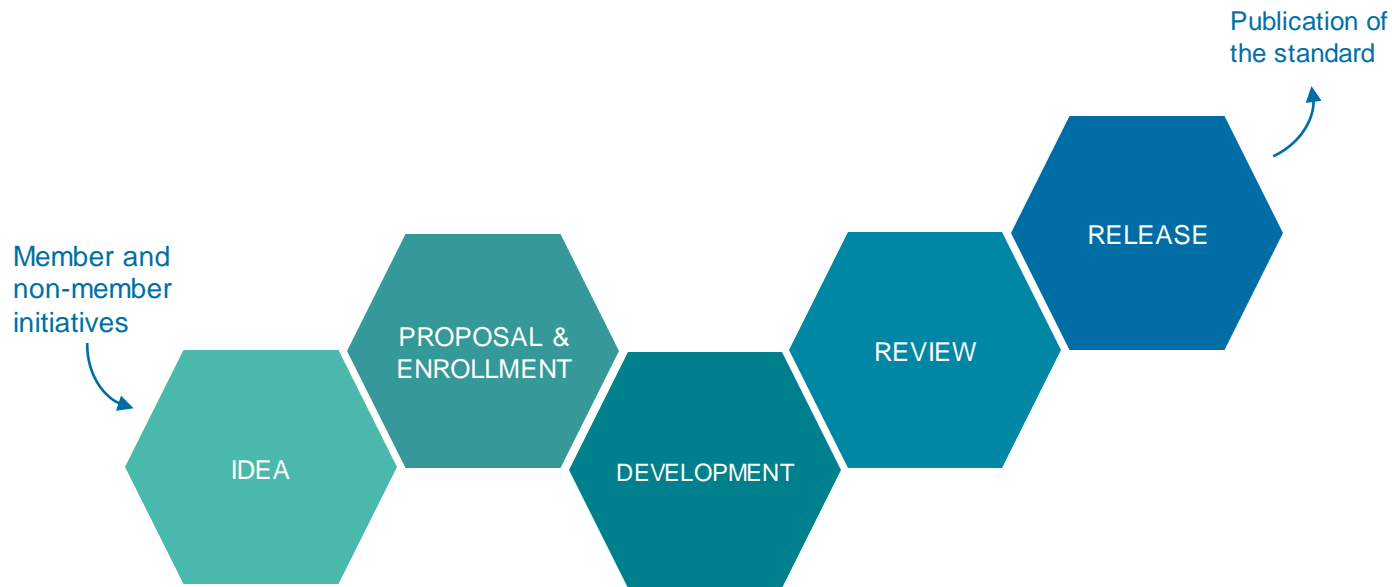 Member and
non-member
initiatives
IDEA
PROPOSAL &
ENROLLMENT
DEVELOPMENT
REVIEW
RELEASE
Publication of
the standard